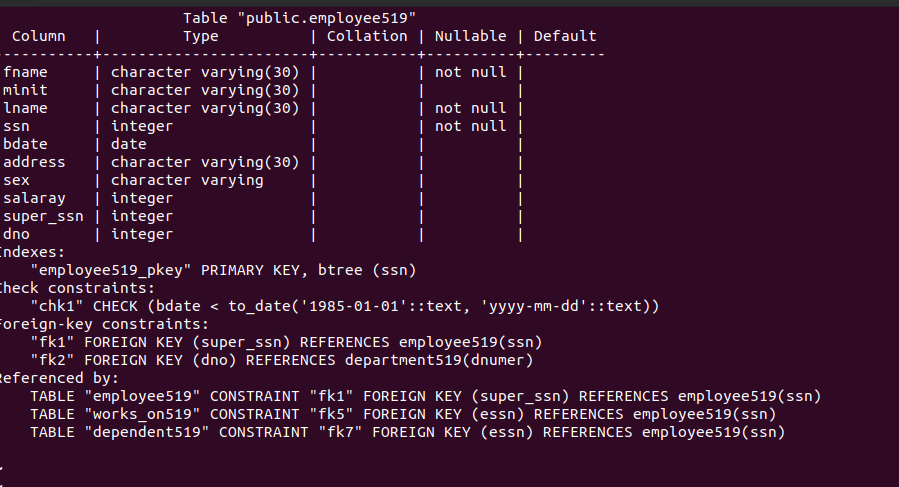 Table "public.employee519"
Column | Type | Collation | Nullable | Default
-----------+-----------------------+-----------+----------+---------
fname | character varying(30) | | not null |
minit | character varying(30) | | |
lname | character varying(30) | | not null |
ssn | integer | | not null |
bdate | date | | |
address | character varying(30) | | |
sex | character varying | | |
salaray | integer | | |
super_ssn | integer | | |
dno | integer | | |
Indexes:
"employee519_pkey" PRIMARY KEY, btree (ssn)
Check constraints:
"chk1" CHECK (bdate < to_date('1985-01-01'::text, 'yyyy-mm-dd'::text))
Foreign-key constraints:
"fk1" FOREIGN KEY (super_ssn) REFERENCES employee519(ssn)
"fk2" FOREIGN KEY (dno) REFERENCES department519(dnumer)
Referenced by:
TABLE "employee519" CONSTRAINT "fk1" FOREIGN KEY (super_ssn) REFERENCES employee519(ssn)
TABLE "works_on519" CONSTRAINT "fk5" FOREIGN KEY (essn) REFERENCES employee519(ssn)
TABLE "dependent519" CONSTRAINT "fk7" FOREIGN KEY (essn) REFERENCES employee519(ssn)